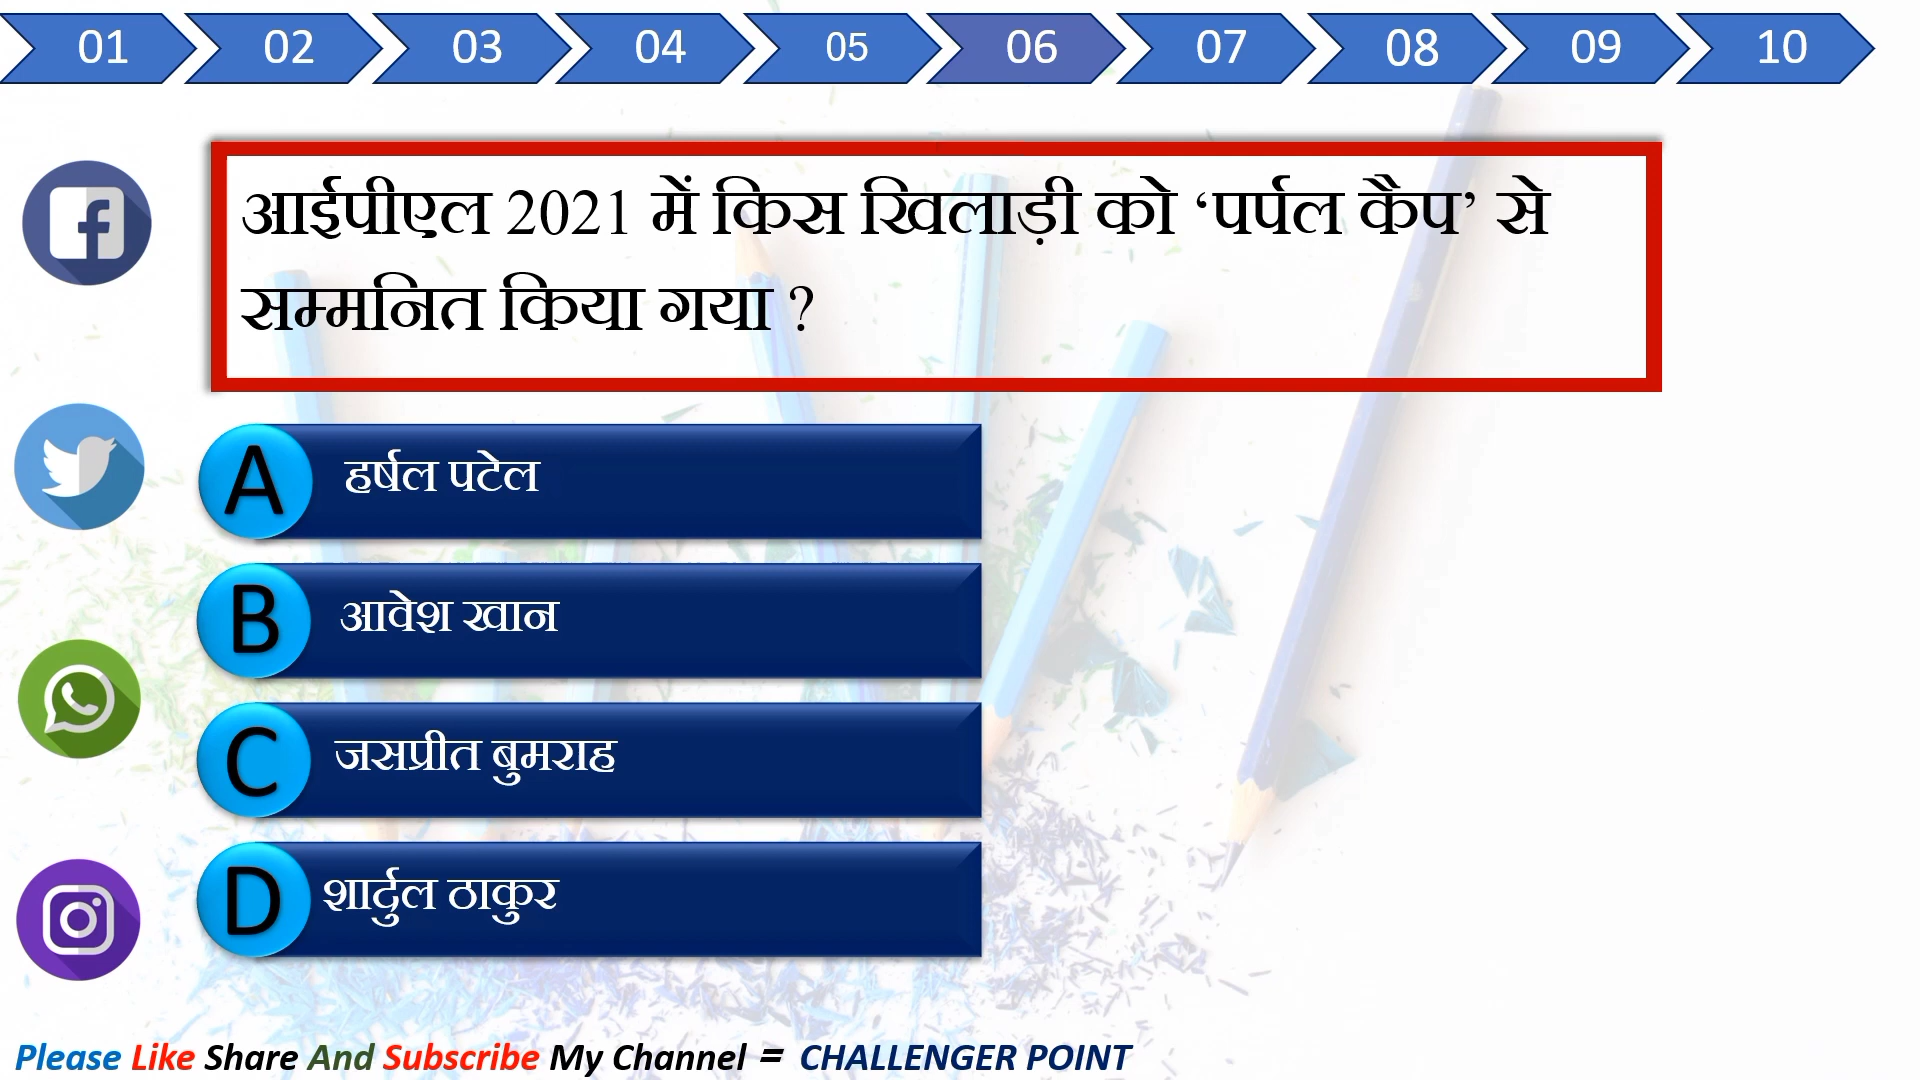 01 02 03 04 05 06 07 08 09 10
आईपीएल 2021 में किस खिलाड़ी को ‘पर्पल कैप’ से
सम्मनित किया गया ?
A हर्षल पटेल
B आवेश खान
C जसप्रीत बुमराह
D शार्दुल ठाकुर
Please Like Share And Subscribe My Channel = CHALLENGER POINT